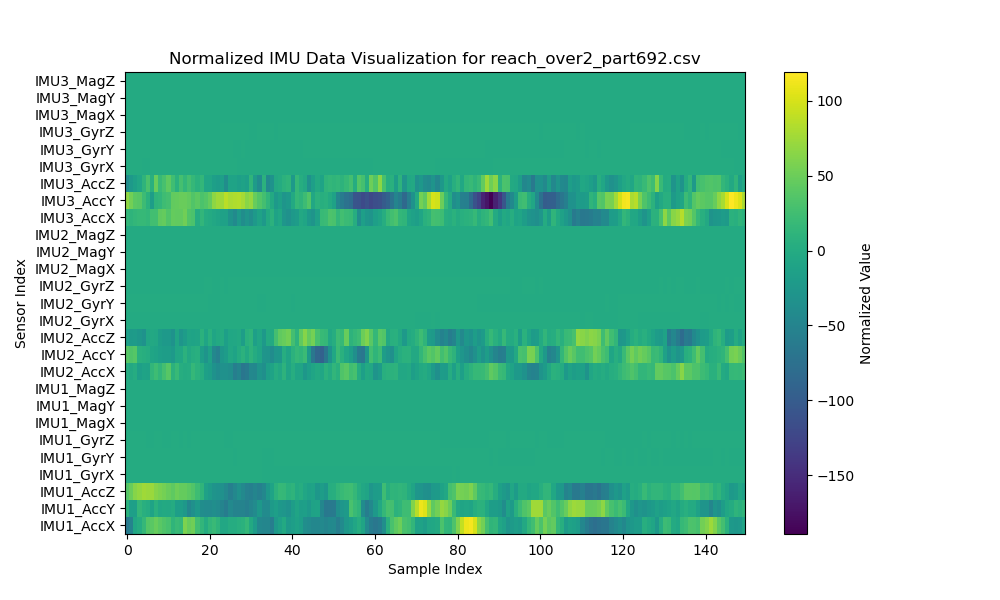 Normalized IMU Data Visualization for reach_over2_part692.csv
IMU3_MagZ
IMU3_MagY
IMU3_MagX
IMU3_GyrZ
IMU3_GyrY
IMU3_GyrX
IMU3_AccZ
IMU3_AccY
IMU3_AccX
IMU2_MagZ
IMU2_MagY
IMU2_MagX
IMU2_GyrZ
IMU2_GyrY
IMU2_GyrX
IMU2_AccZ
IMU2_AccY
IMU2_AccX
IMU1_MagZ
IMU1_MagY
IMU1_MagX
IMU1_GyrZ
IMU1_GyrY
IMU1_GyrX
IMU1_AccZ
IMU1_AccY
IMU1_AccX
Sensor Index
0 20 40 60 80 100 120 140
Sample Index
100
50
0
−50
−100
−150
Normalized Value